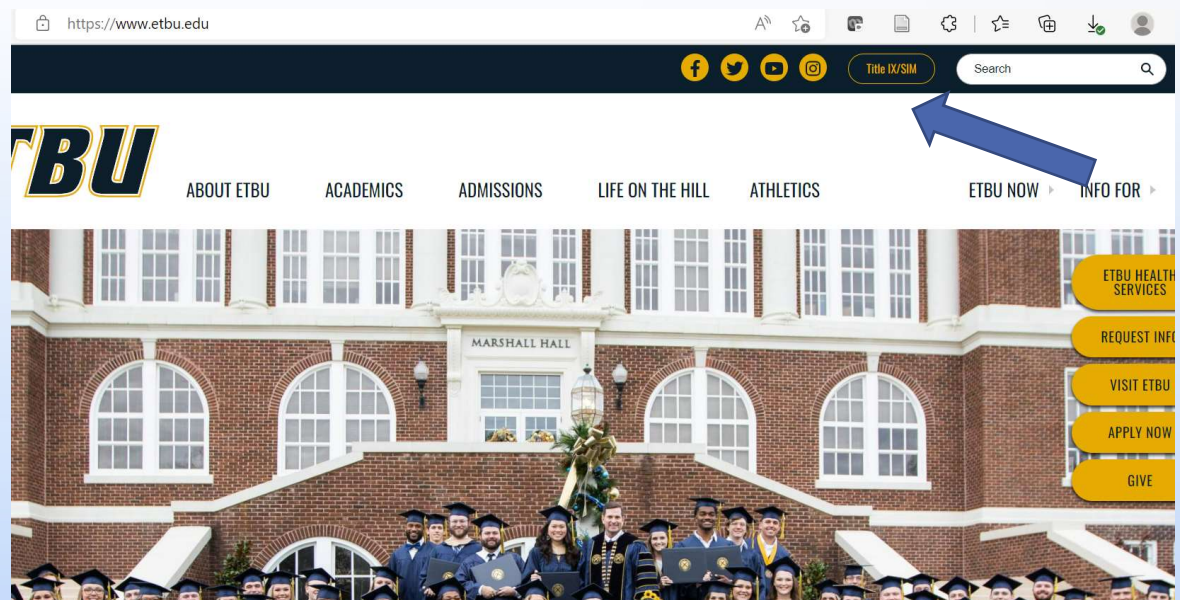 https://www.etbu.edu
Title IX/SIM
Search
TBU
ABOUT ETBU
ACADEMICS
ADMISSIONS
LIFE ON THE HILL
ATHLETICS
ETBU NOW
INFO FOR
ETBU HEALTH
SERVICES
REQUEST INFO
VISIT ETBU
APPLY NOW
GIVE
MARSHALL HALL